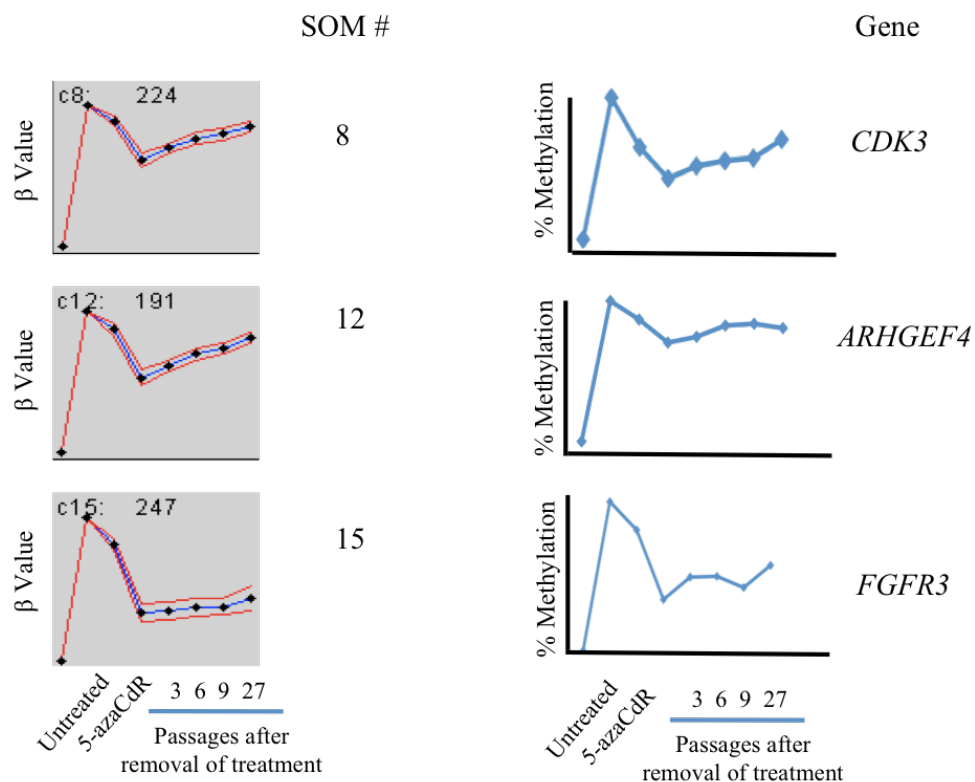 SOM #
Gene
c8: 224
β Value
8
% Methylation
CDK3
c12: 191
β Value
12
% Methylation
ARHGEF4
c15: 247
β Value
15
% Methylation
FGFR3
Untreated
5-azaCdR
3 6 9 27
Passages after
removal of treatment
Untreated
5-azaCdR
3 6 9 27
Passages after
removal of treatment